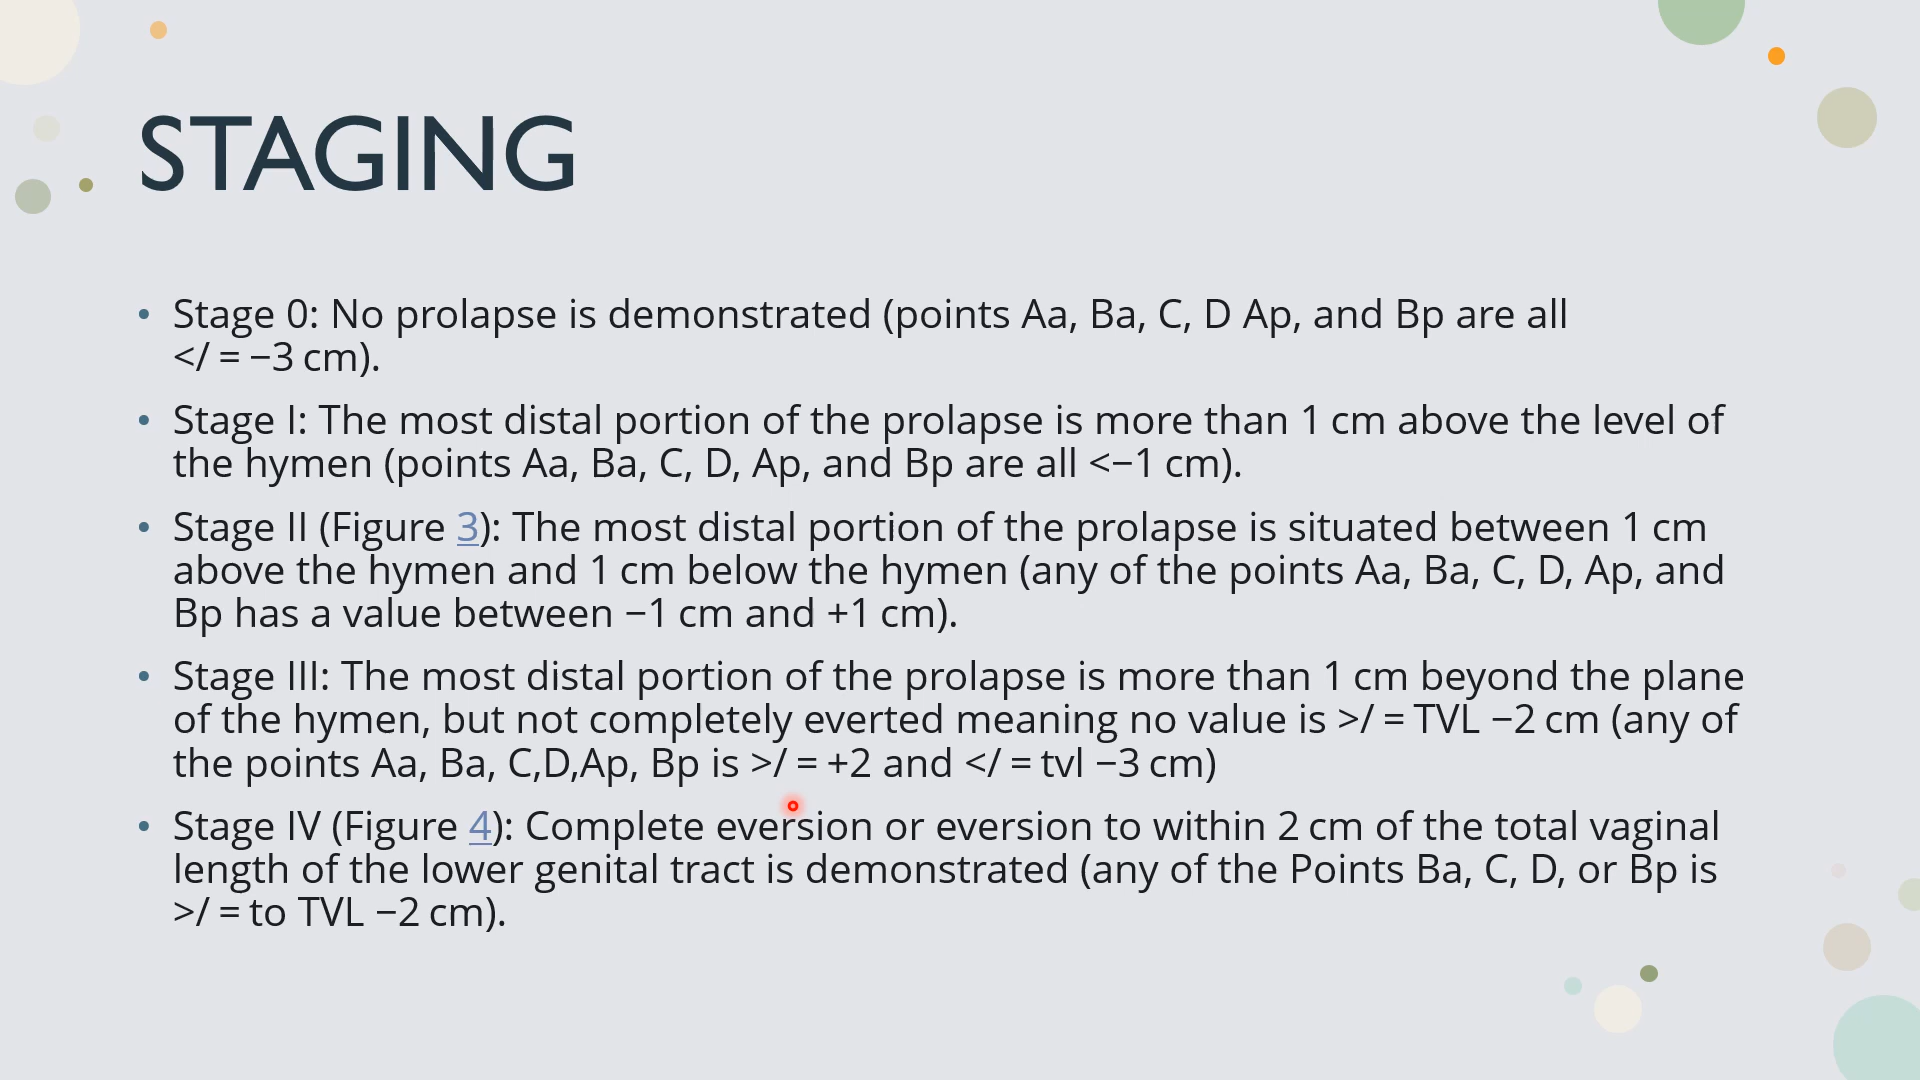 STAGING
• Stage 0: No prolapse is demonstrated (points Aa, Ba, C, D Ap, and Bp are all
</ = −3 cm).
• Stage I: The most distal portion of the prolapse is more than 1 cm above the level of
the hymen (points Aa, Ba, C, D, Ap, and Bp are all <−1 cm).
• Stage II (Figure 3): The most distal portion of the prolapse is situated between 1 cm
above the hymen and 1 cm below the hymen (any of the points Aa, Ba, C, D, Ap, and
Bp has a value between −1 cm and +1 cm).
• Stage III: The most distal portion of the prolapse is more than 1 cm beyond the plane
of the hymen, but not completely everted meaning no value is >/ = TVL −2 cm (any of
the points Aa, Ba, C,D,Ap, Bp is >/ = +2 and </ = tvl −3 cm)
• Stage IV (Figure 4): Complete eversion or eversion to within 2 cm of the total vaginal
length of the lower genital tract is demonstrated (any of the Points Ba, C, D, or Bp is
>/ = to TVL −2 cm).